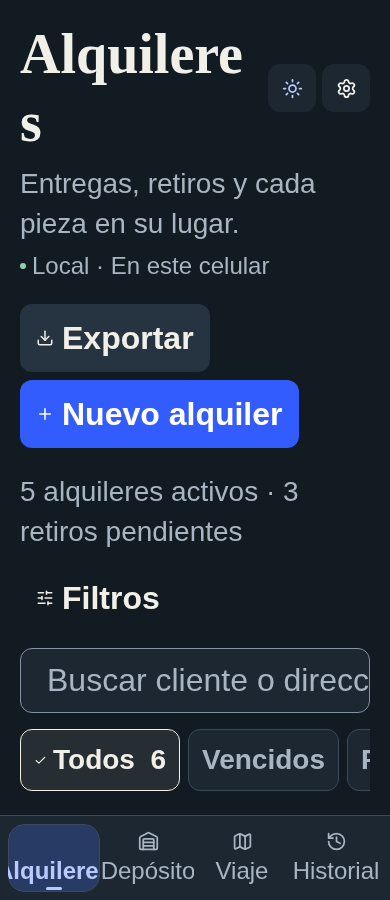 Alquilere
s
Entregas, retiros y cada
pieza en su lugar.
Local · En este celular
Exportar
Nuevo alquiler
5 alquileres activos · 3
retiros pendientes
Filtros
Buscar cliente o direcc
Todos 6
Vencidos
Alquilere
Depósito
Viaje
Historial